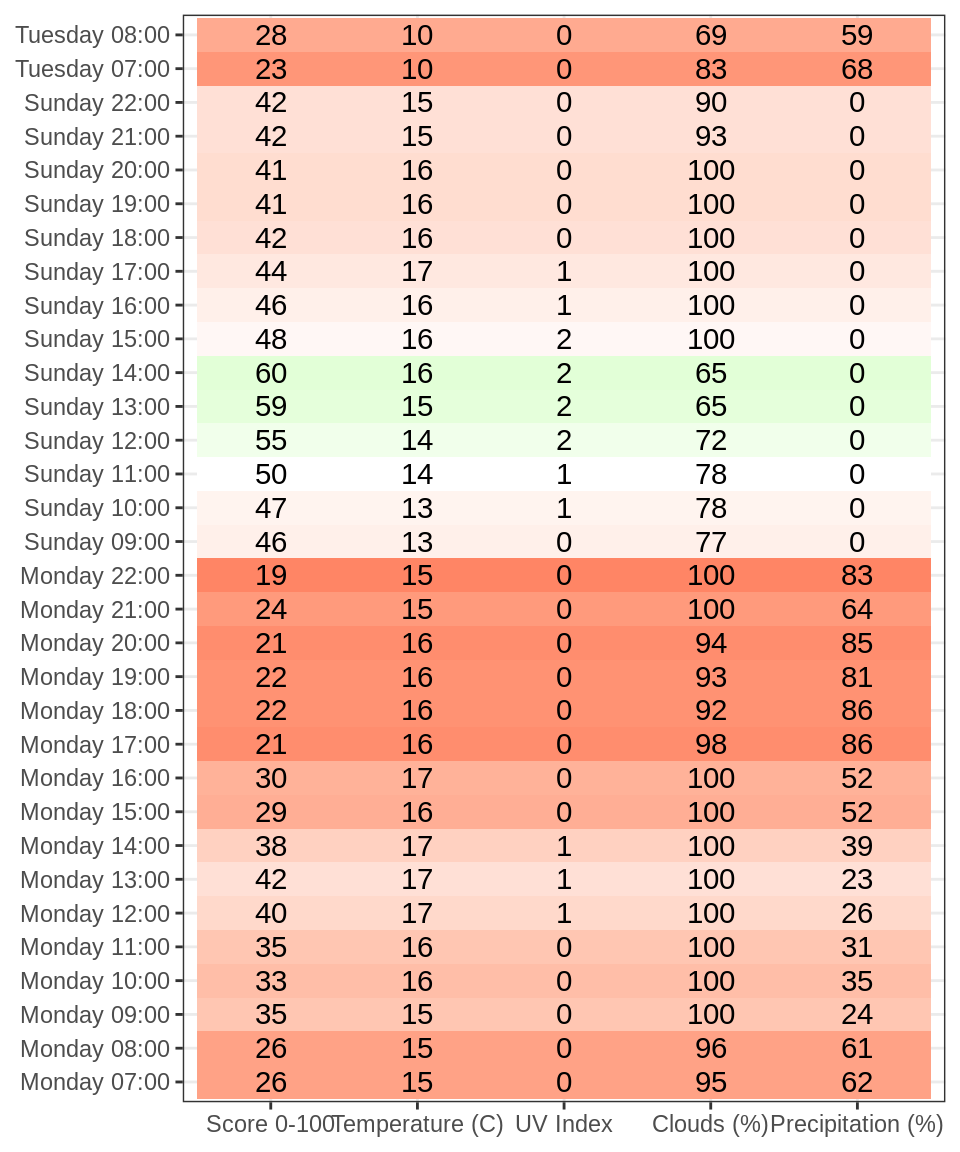 Tuesday 08:00 28 10 0 69 59
Tuesday 07:00 23 10 0 83 68
Sunday 22:00 42 15 0 90 0
Sunday 21:00 42 15 0 93 0
Sunday 20:00 41 16 0 100 0
Sunday 19:00 41 16 0 100 0
Sunday 18:00 42 16 0 100 0
Sunday 17:00 44 17 1 100 0
Sunday 16:00 46 16 1 100 0
Sunday 15:00 48 16 2 100 0
Sunday 14:00 60 16 2 65 0
Sunday 13:00 59 15 2 65 0
Sunday 12:00 55 14 2 72 0
Sunday 11:00 50 14 1 78 0
Sunday 10:00 47 13 1 78 0
Sunday 09:00 46 13 0 77 0
Monday 22:00 19 15 0 100 83
Monday 21:00 24 15 0 100 64
Monday 20:00 21 16 0 94 85
Monday 19:00 22 16 0 93 81
Monday 18:00 22 16 0 92 86
Monday 17:00 21 16 0 98 86
Monday 16:00 30 17 0 100 52
Monday 15:00 29 16 0 100 52
Monday 14:00 38 17 1 100 39
Monday 13:00 42 17 1 100 23
Monday 12:00 40 17 1 100 26
Monday 11:00 35 16 0 100 31
Monday 10:00 33 16 0 100 35
Monday 09:00 35 15 0 100 24
Monday 08:00 26 15 0 96 61
Monday 07:00 26 15 0 95 62
Score 0-100 Temperature (C) UV Index Clouds (%) Precipitation (%)